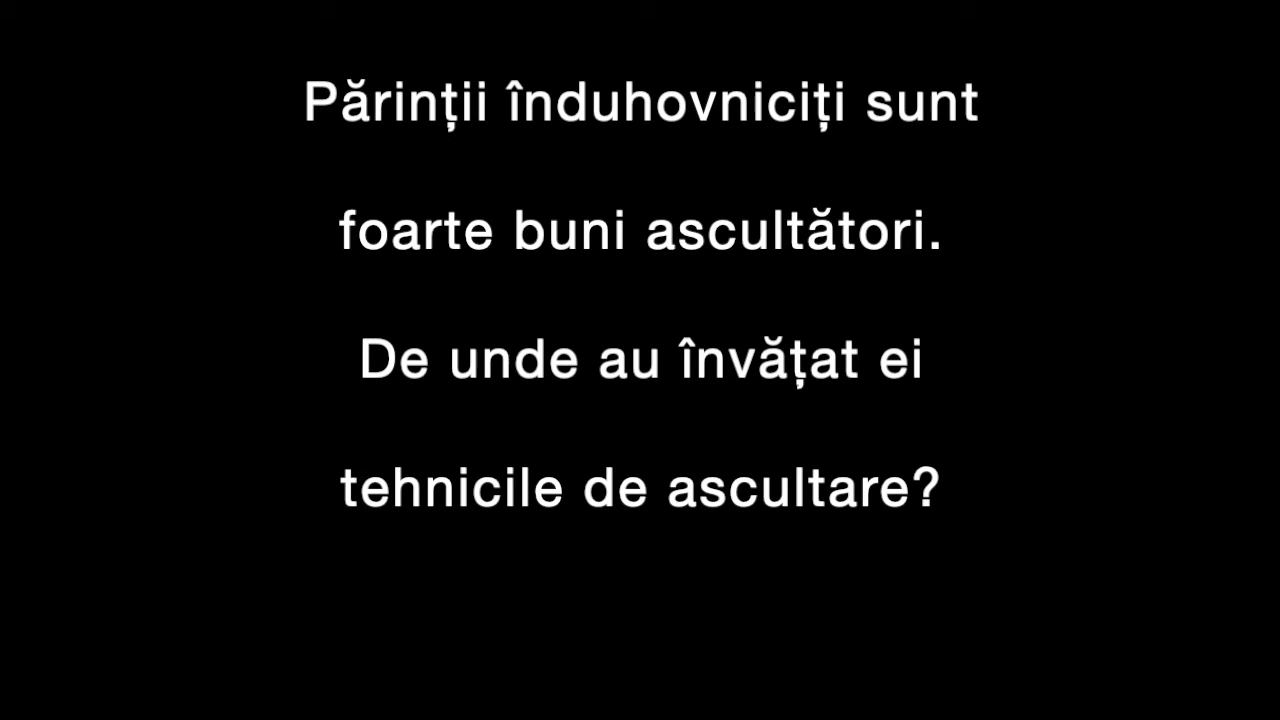 Părinții înduhovniciți sunt
foarte buni ascultători.
De unde au învățat ei
tehnicile de ascultare?